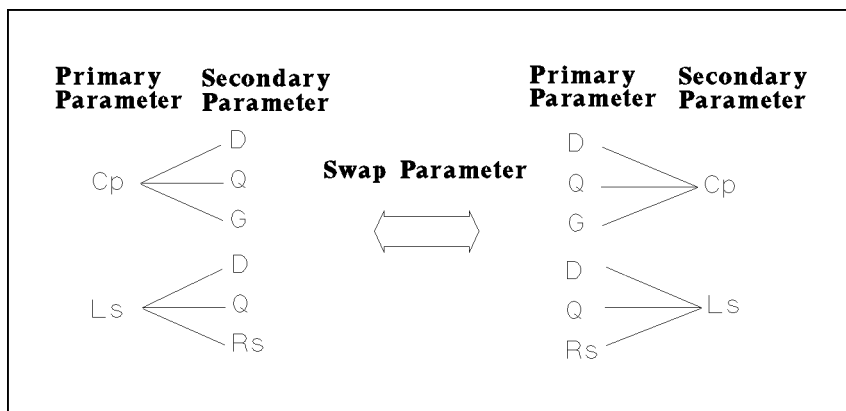 Primary Parameter
Secondary Parameter
Cp
D
Q
G
Ls
D
Q
Rs
Swap Parameter
Primary Parameter
Secondary Parameter
D
Q
G
Cp
D
Q
Rs
Ls